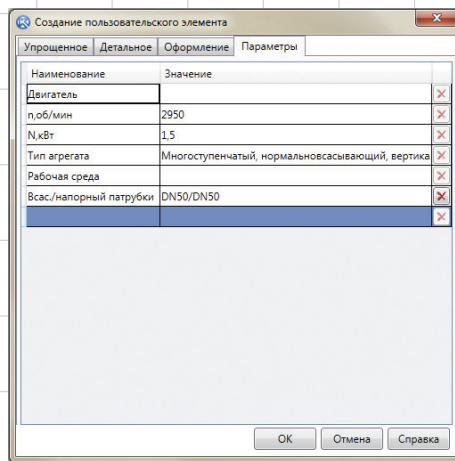 Создание пользовательского элемента
Упрощенное Детальное Оформление Параметры
Наименование Значение
Двигатель
n,об/мин 2950
N,кВт 1,5
Тип агрегата Многоступенчатый, нормальновсасывающий, вертика
Рабочая среда
Всас./напорный патрубки DN50/DN50
ОК Отмена Справка